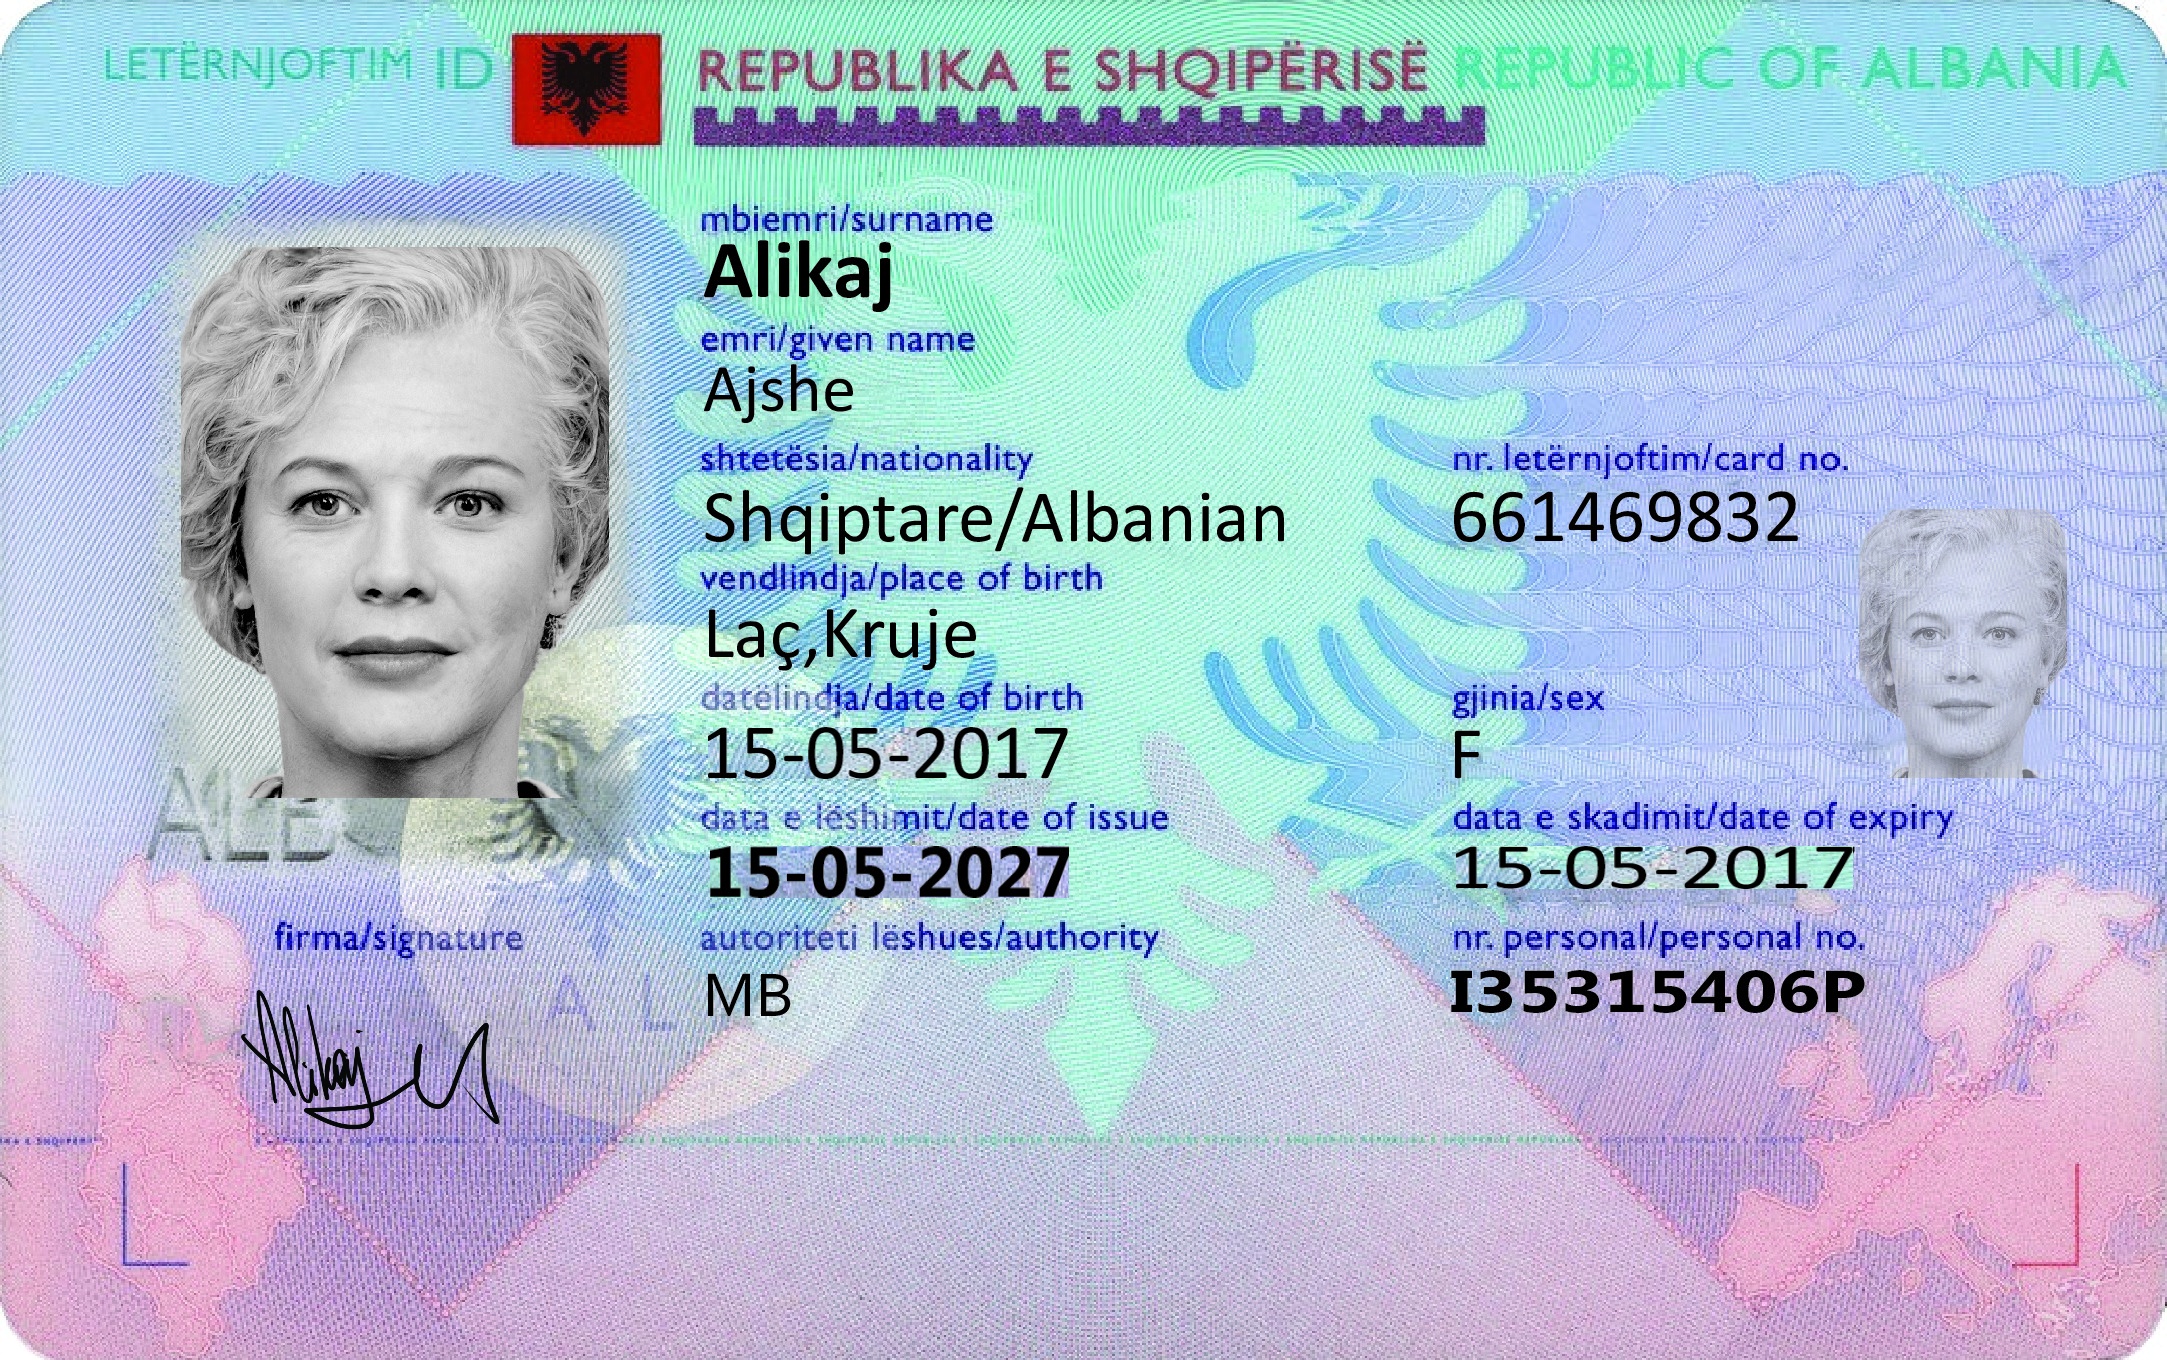 LETËRNJOFTIM ID REPUBLIKA E SHQIPËRISË REPUBLIC OF ALBANIA
mbiemri/surname
Alikaj
emri/given name
Ajshe
shtetësia/nationality nr. letërnjoftim/card no.
Shqiptare/Albanian 661469832
vendlindja/place of birth
Laç,Kruje
datëlindja/date of birth gjinia/sex
15-05-2017 F
data e lëshimit/date of issue data e skadimit/date of expiry
15-05-2027 15-05-2017
firma/signature autoriteti lëshues/authority nr. personal/personal no.
MB I35315406P
Alikaj